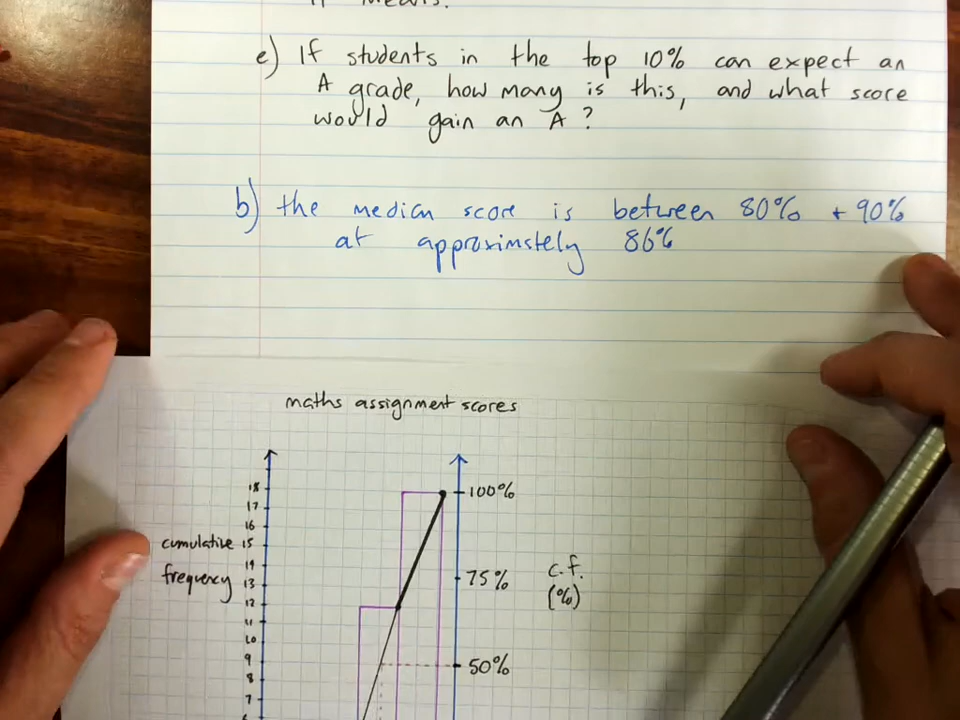 e) If students in the top 10% can expect an
A grade, how many is this, and what score
would gain an A?
b) the median score is between 80% + 90%
at approximstely 86%
maths assignment scores
18
17
16
cumulative 15
14
frequency 13
12
11
10
9
8
7
100%
75%
50%
c.f.
(%)